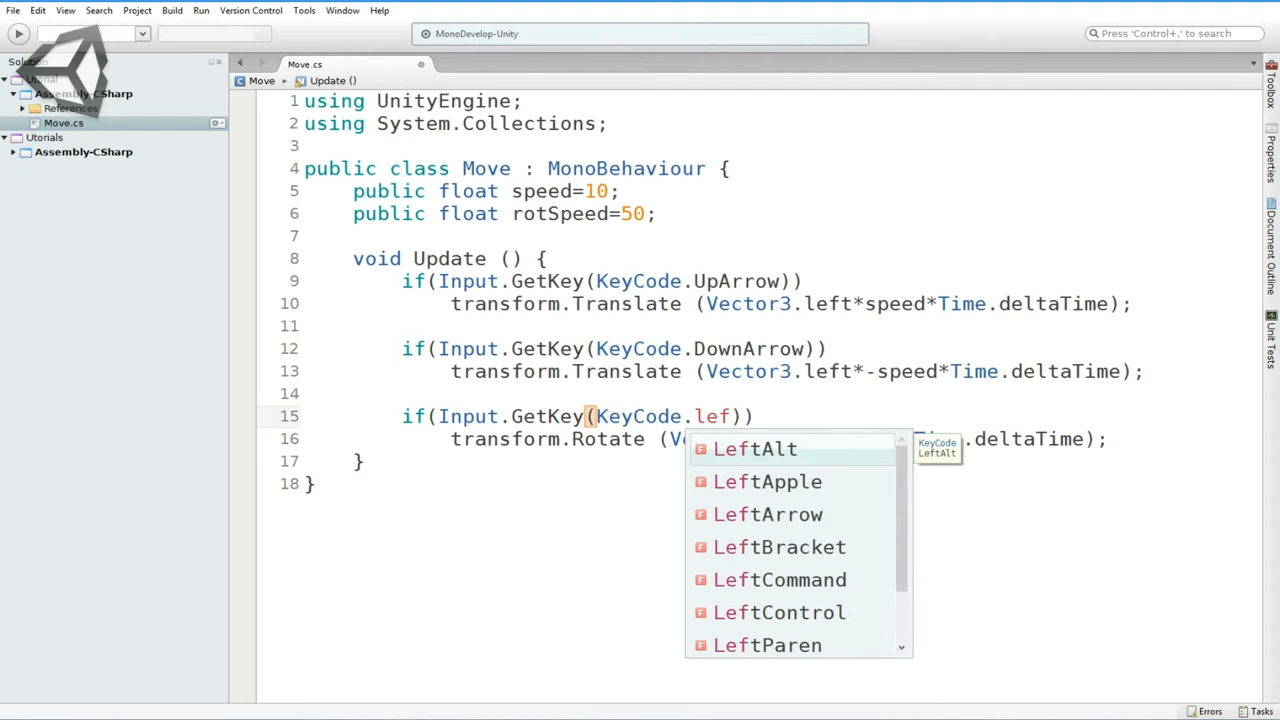 File Edit View Search Project Build Run Version Control Tools Window Help
MonoDevelop-Unity
Press 'Control+,' to search
Solution
Move.cs
Move Update ()
Utorial
Assembly-CSharp
References
Move.cs
Utorials
Assembly-CSharp
1 using UnityEngine;
2 using System.Collections;
3
4 public class Move : MonoBehaviour {
5 public float speed=10;
6 public float rotSpeed=50;
7
8 void Update () {
9 if(Input.GetKey(KeyCode.UpArrow))
10 transform.Translate (Vector3.left*speed*Time.deltaTime);
11
12 if(Input.GetKey(KeyCode.DownArrow))
13 transform.Translate (Vector3.left*-speed*Time.deltaTime);
14
15 if(Input.GetKey(KeyCode.lef))
16 transform.Rotate ( .deltaTime);
17 }
18 }
LeftAlt
LeftApple
LeftArrow
LeftBracket
LeftCommand
LeftControl
LeftParen
KeyCode
LeftAlt
Toolbox
Properties
Document Outline
Unit Tests
Errors Tasks